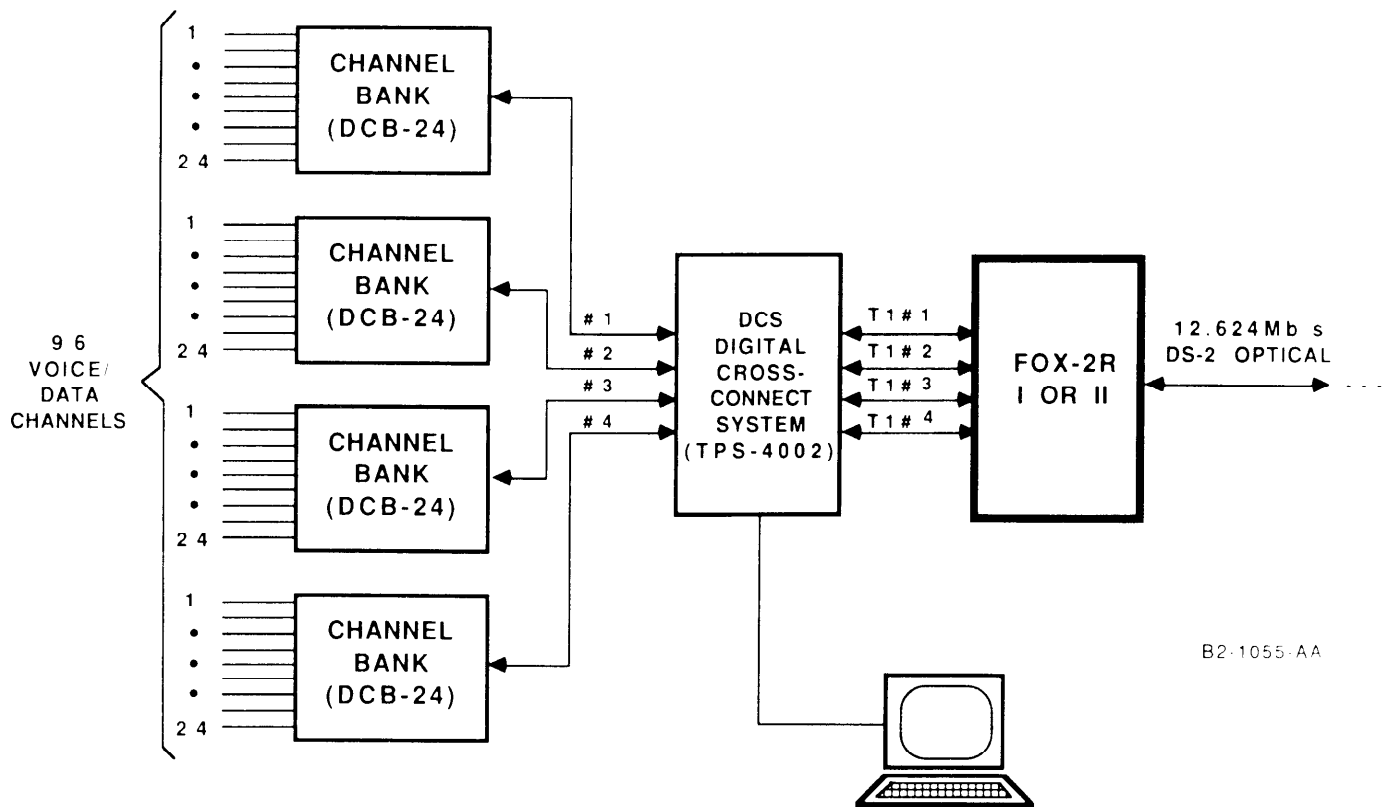 1
•
•
•
24
CHANNEL
BANK
(DCB-24)
1
•
•
•
24
CHANNEL
BANK
(DCB-24)
96
VOICE/
DATA
CHANNELS
1
•
•
•
24
CHANNEL
BANK
(DCB-24)
1
•
•
•
24
CHANNEL
BANK
(DCB-24)
#1
#2
#3
#4
DCS
DIGITAL
CROSS-
CONNECT
SYSTEM
(TPS-4002)
T1#1
T1#2
T1#3
T1#4
FOX-2R
I OR II
12.624Mb s
DS-2 OPTICAL
B2-1055-AA